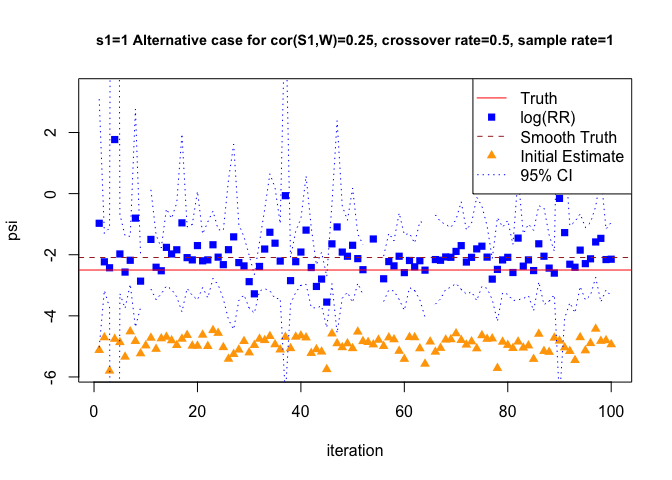 s1=1 Alternative case for cor(S1,W)=0.25, crossover rate=0.5, sample rate=1
Truth
log(RR)
Smooth Truth
Initial Estimate
95% CI
psi
2
0
-2
-4
-6
0
20
40
60
80
100
iteration